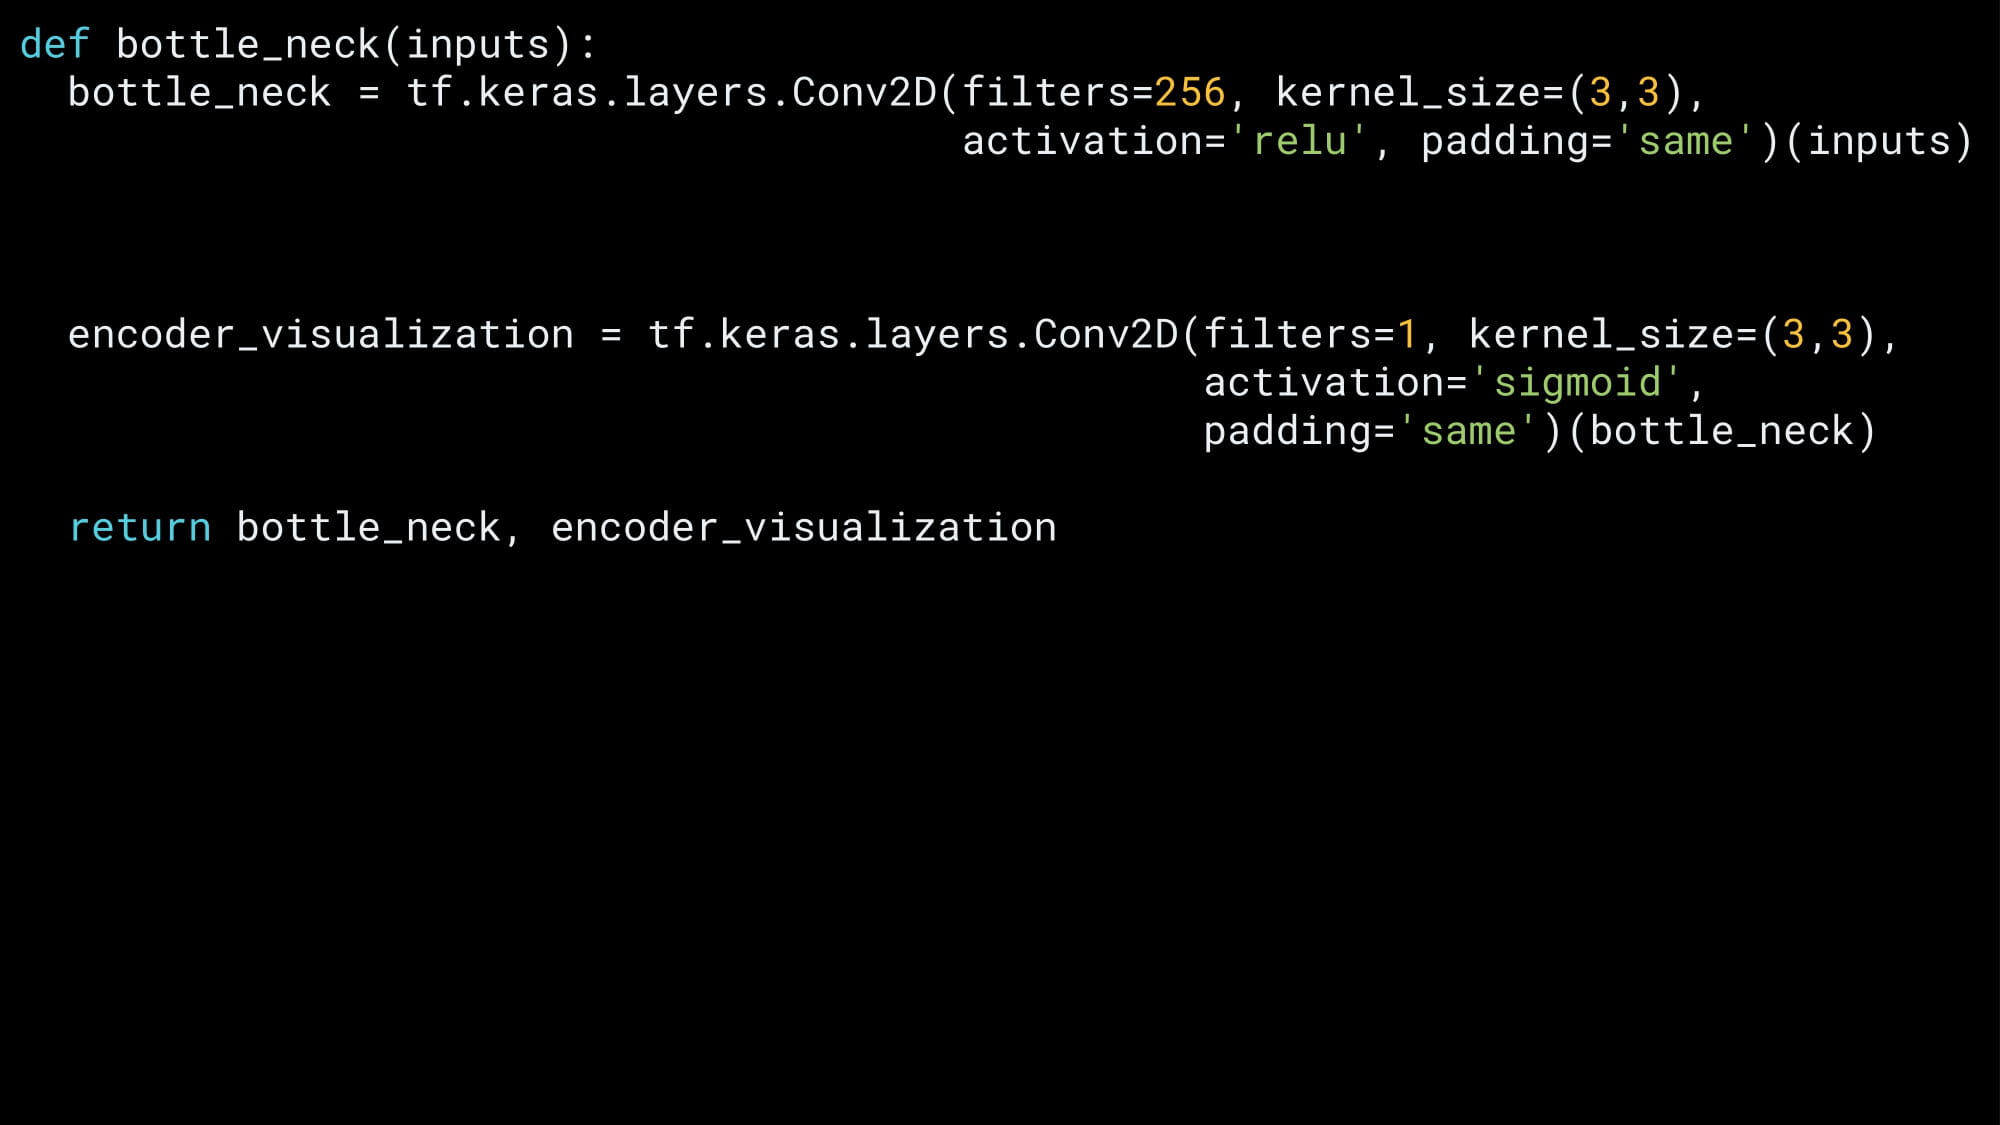 def bottle_neck(inputs):
  bottle_neck = tf.keras.layers.Conv2D(filters=256, kernel_size=(3,3),
                                       activation='relu', padding='same')(inputs)
  encoder_visualization = tf.keras.layers.Conv2D(filters=1, kernel_size=(3,3),
                                                 activation='sigmoid',
                                                 padding='same')(bottle_neck)
  return bottle_neck, encoder_visualization